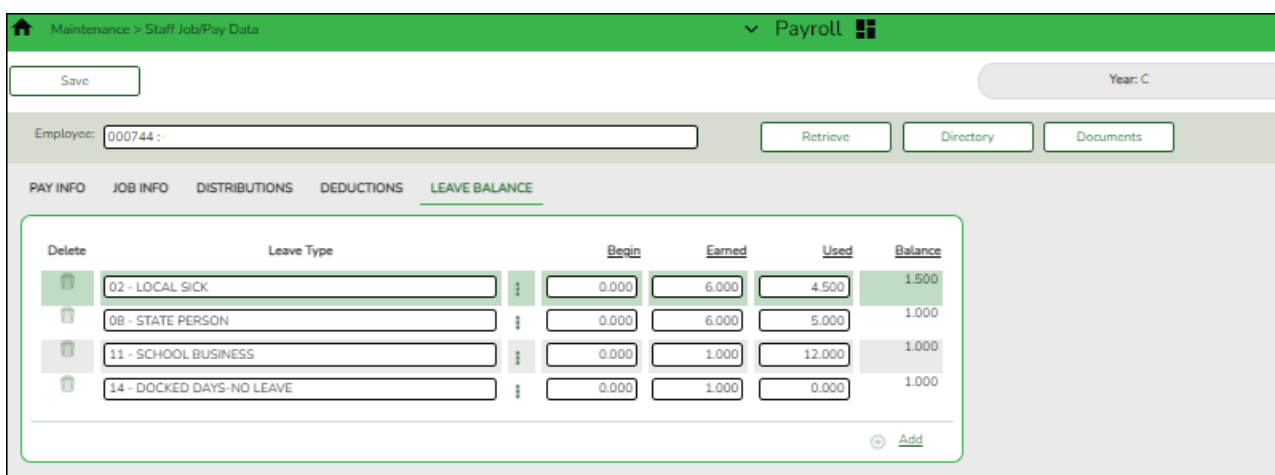 Maintenance > Staff Job/Pay Data
Payroll
Save
Year: C
Employee: 000744 :
Retrieve Directory Documents
PAY INFO JOB INFO DISTRIBUTIONS DEDUCTIONS LEAVE BALANCE
Delete Leave Type Begin Earned Used Balance
02 - LOCAL SICK 0.000 6.000 4.500 1.500
08 - STATE PERSON 0.000 6.000 5.000 1.000
11 - SCHOOL BUSINESS 0.000 1.000 12.000 1.000
14 - DOCKED DAYS-NO LEAVE 0.000 1.000 0.000 1.000
Add